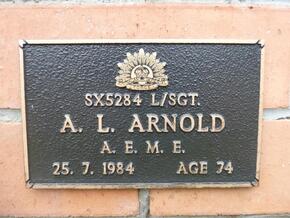 SX5284 L/SGT.
A. L. ARNOLD
A. E. M. E.
25. 7. 1984 AGE 74